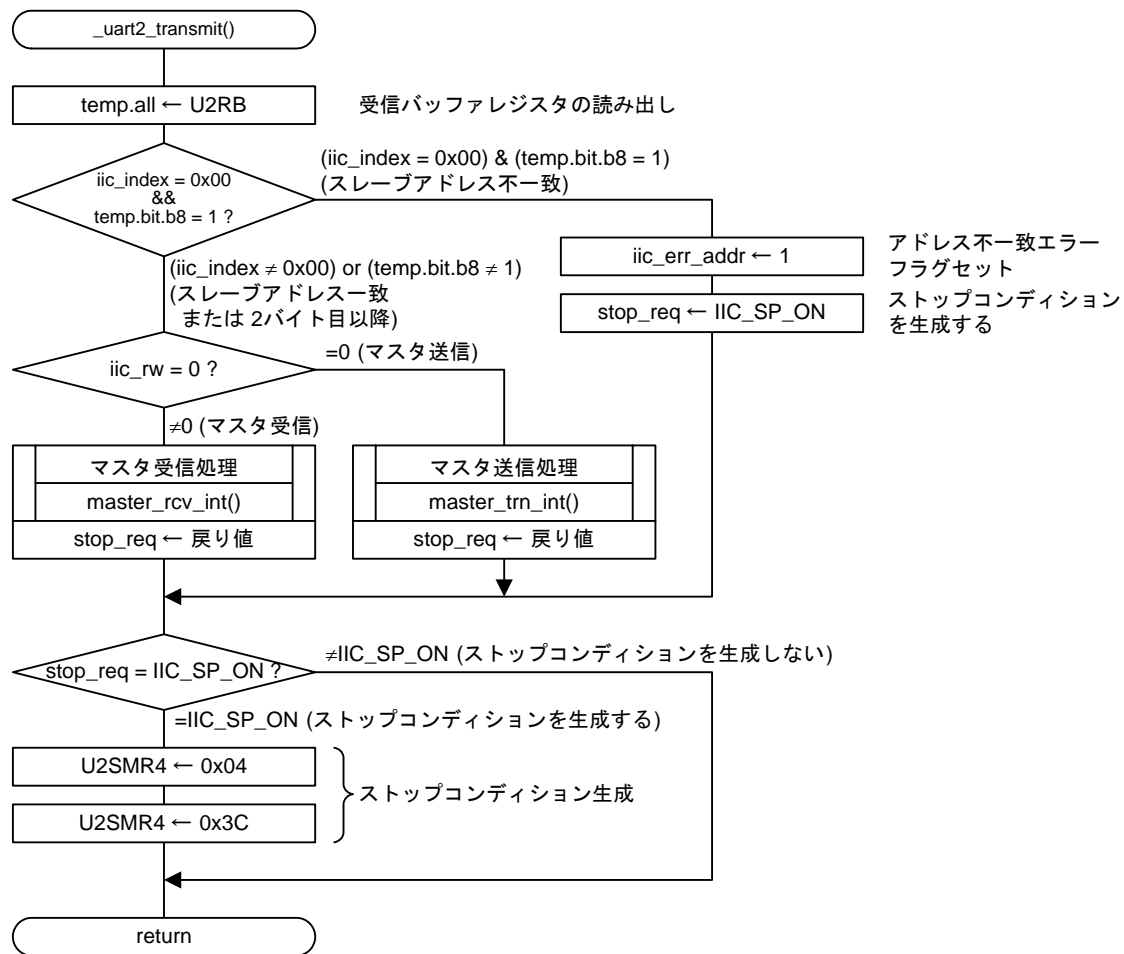 _uart2_transmit()
temp.all ← U2RB
受信バッファレジスタの読み出し
iic_index = 0x00
&&
temp.bit.b8 = 1 ?
(iic_index = 0x00) & (temp.bit.b8 = 1)
(スレーブアドレス不一致)
iic_err_addr ← 1
アドレス不一致エラー
フラグセット
stop_req ← IIC_SP_ON
ストップコンディション
を生成する
(iic_index ≠ 0x00) or (temp.bit.b8 ≠ 1)
(スレーブアドレス一致
または 2バイト目以降)
iic_rw = 0 ?
=0 (マスタ送信)
≠0 (マスタ受信)
マスタ受信処理
master_rcv_int()
stop_req ← 戻り値
マスタ送信処理
master_trn_int()
stop_req ← 戻り値
stop_req = IIC_SP_ON ?
≠IIC_SP_ON (ストップコンディションを生成しない)
=IIC_SP_ON (ストップコンディションを生成する)
U2SMR4 ← 0x04
U2SMR4 ← 0x3C
ストップコンディション生成
return